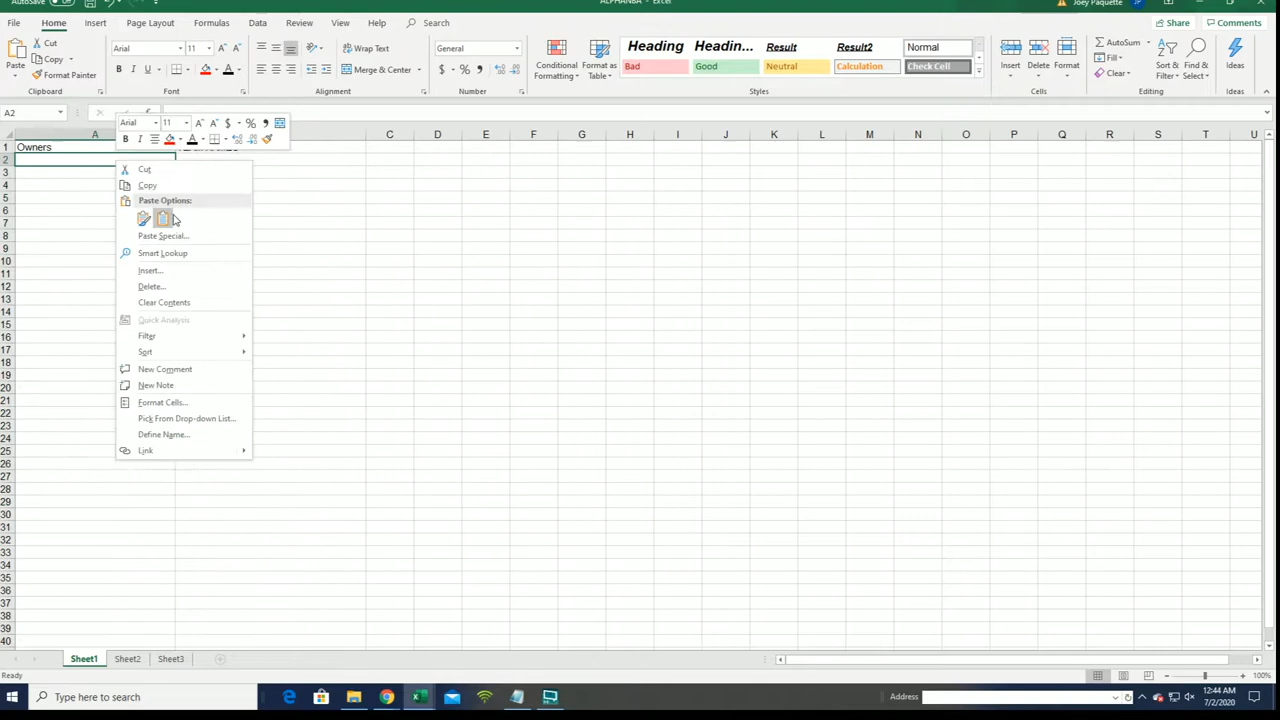 AutoSave
ALPHANBA - Excel
Joey Paquette
File Home Insert Page Layout Formulas Data Review View Help Search
Share Comments
Paste
Cut
Copy
Format Painter
Clipboard
Arial 11
B I U A
Font
Wrap Text
Merge & Center
Alignment
General
$ % ,
Number
Conditional Formatting
Format as Table
Heading Headin... Result Result2 Normal
Bad Good Neutral Calculation Check Cell
Styles
Insert Delete Format
Cells
AutoSum
Fill
Clear
Sort & Filter
Find & Select
Editing
Ideas
Ideas
A2
Arial 11 A A $ % ,
B I A
A C D E F G H I J K L M N O P Q R S T U
1 Owners
2
3
4
5
6
7
8
9
10
11
12
13
14
15
16
17
18
19
20
21
22
23
24
25
26
27
28
29
30
31
32
33
34
35
36
37
38
39
40
Cut
Copy
Paste Options:
Paste Special...
Smart Lookup
Insert...
Delete...
Clear Contents
Quick Analysis
Filter
Sort
New Comment
New Note
Format Cells...
Pick From Drop-down List...
Define Name...
Link
Sheet1 Sheet2 Sheet3
Ready
100%
Type here to search
Address
12:44 AM
7/2/2020